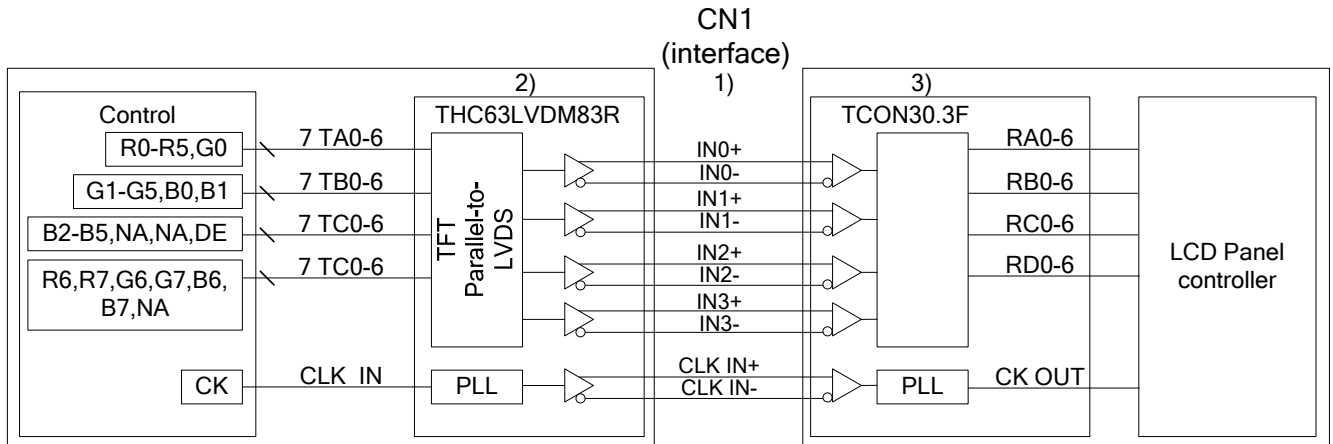 CN1
(interface)
1)
2)
THC63LVDM83R
3)
TCON30.3F
Control
R0-R5,G0
7 TA0-6
G1-G5,B0,B1
7 TB0-6
B2-B5,NA,NA,DE
7 TC0-6
R6,R7,G6,G7,B6,
B7,NA
7 TC0-6
CK
CLK IN
TFT
Parallel-to-
LVDS
PLL
IN0+
IN0-
IN1+
IN1-
IN2+
IN2-
IN3+
IN3-
CLK IN+
CLK IN-
PLL
RA0-6
RB0-6
RC0-6
RD0-6
CK OUT
LCD Panel
controller